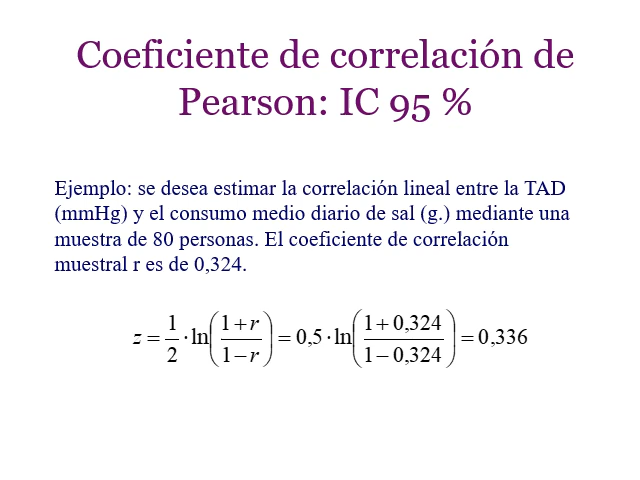 Coeficiente de correlación de
Pearson: IC 95 %
Ejemplo: se desea estimar la correlación lineal entre la TAD
(mmHg) y el consumo medio diario de sal (g.) mediante una
muestra de 80 personas. El coeficiente de correlación
muestral r es de 0,324.
z = 1/2 · ln((1+r)/(1−r)) = 0,5 · ln((1+0,324)/(1−0,324)) = 0,336